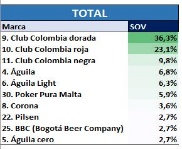 TOTAL
Marca SOV
9. Club Colombia dorada 36,3%
10. Club Colombia roja 23,1%
11. Club Colombia negra 9,8%
4. Águila 6,8%
6. Águila Light 6,3%
30. Poker Pura Malta 5,9%
8. Corona 3,6%
22. Pilsen 2,7%
25. BBC (Bogotá Beer Company) 2,7%
5. Águila cero 2,7%